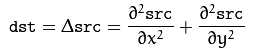 dst = Δsrc = ∂²src/∂x² + ∂²src/∂y²